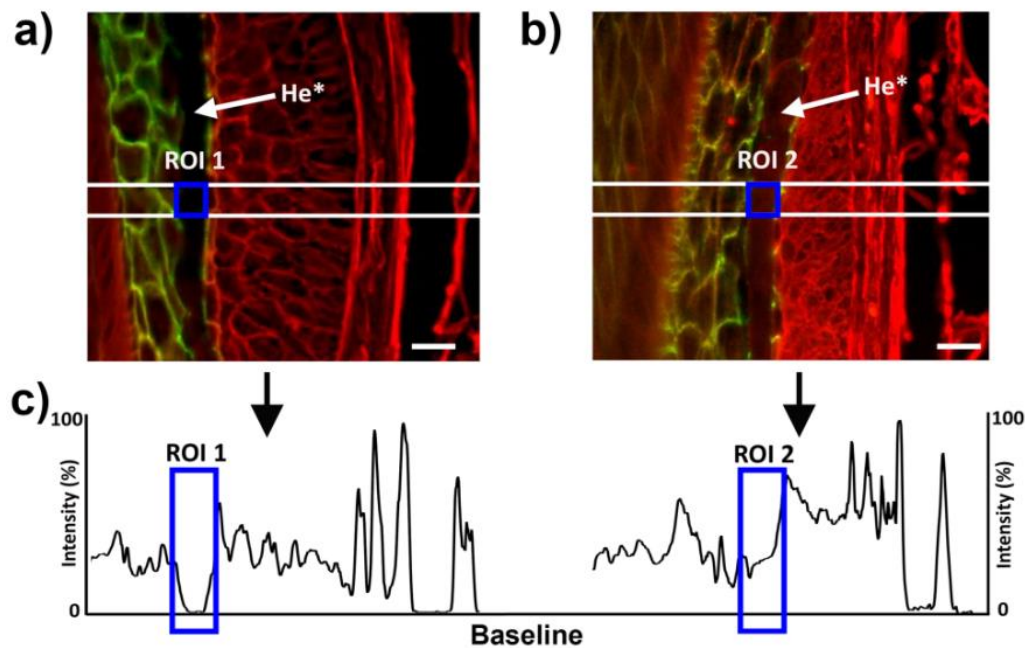 a)
He*
ROI 1
b)
He*
ROI 2
c)
100
Intensity (%)
0
ROI 1
ROI 2
100
Intensity (%)
0
Baseline